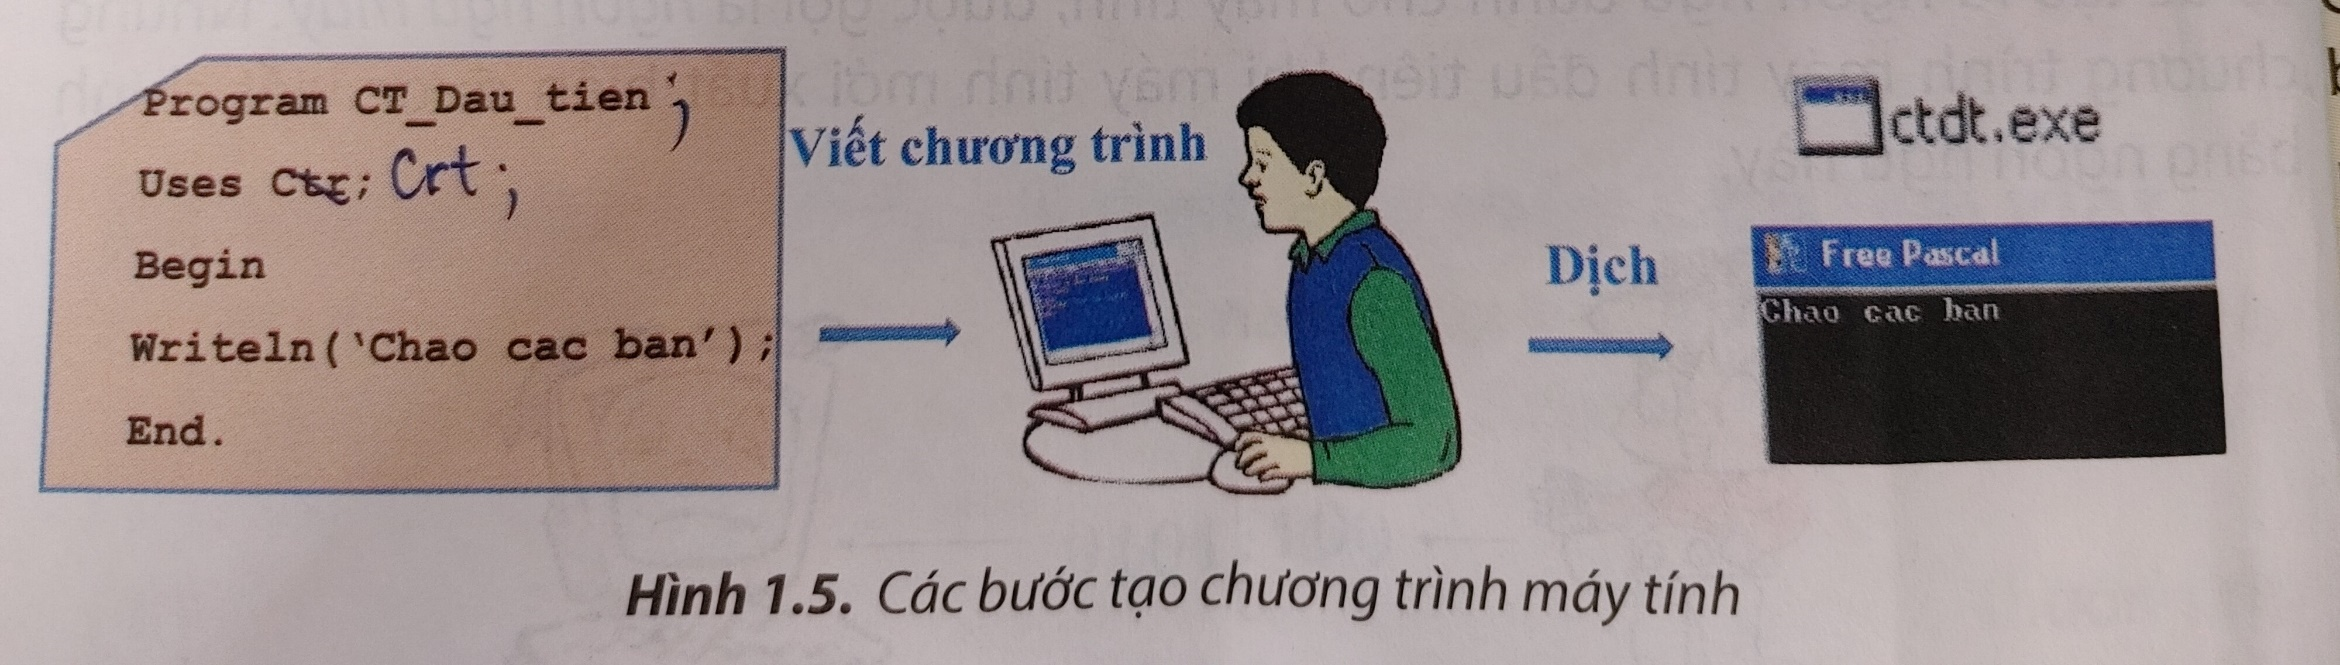 Program CT_Dau_tien ;
Uses Ctr; Crt ;
Begin
Writeln(‘Chao cac ban’);
End.
Viết chương trình
Dịch
ctdt.exe
Free Pascal
Chao cac ban
Hình 1.5. Các bước tạo chương trình máy tính